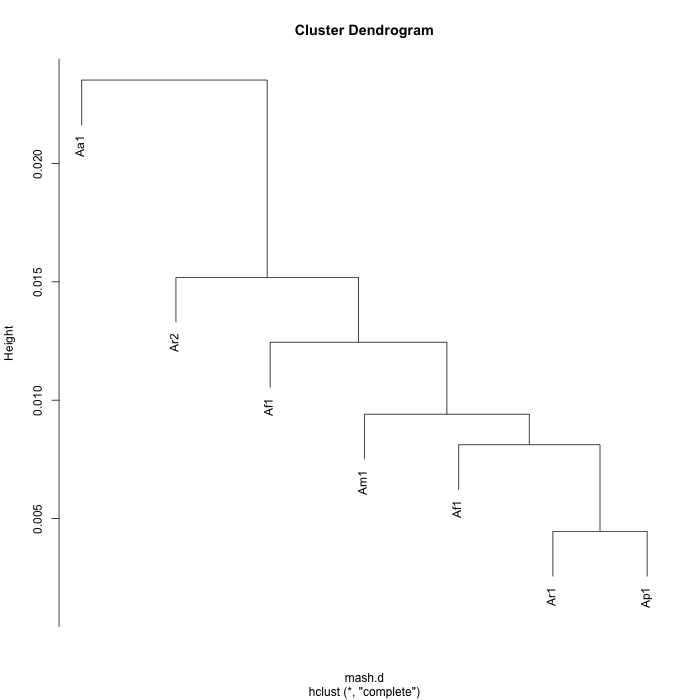 Cluster Dendrogram
Height
0.020
0.015
0.010
0.005
Aa1
Ar2
Af1
Am1
Af1
Ar1
Ap1
mash.d
hclust (*, "complete")